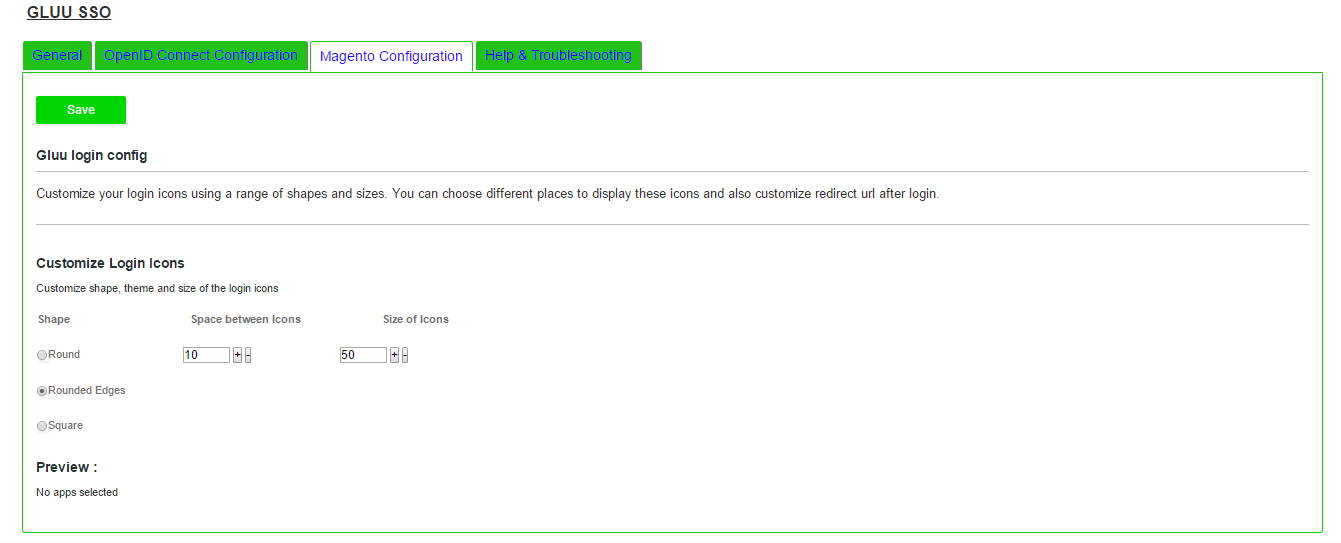 GLUU SSO
General OpenID Connect Configuration Magento Configuration Help & Troubleshooting
Save
Gluu login config
Customize your login icons using a range of shapes and sizes. You can choose different places to display these icons and also customize redirect url after login.
Customize Login Icons
Customize shape, theme and size of the login icons
Shape Space between Icons Size of Icons
Round 10 + - 50 + -
Rounded Edges
Square
Preview :
No apps selected